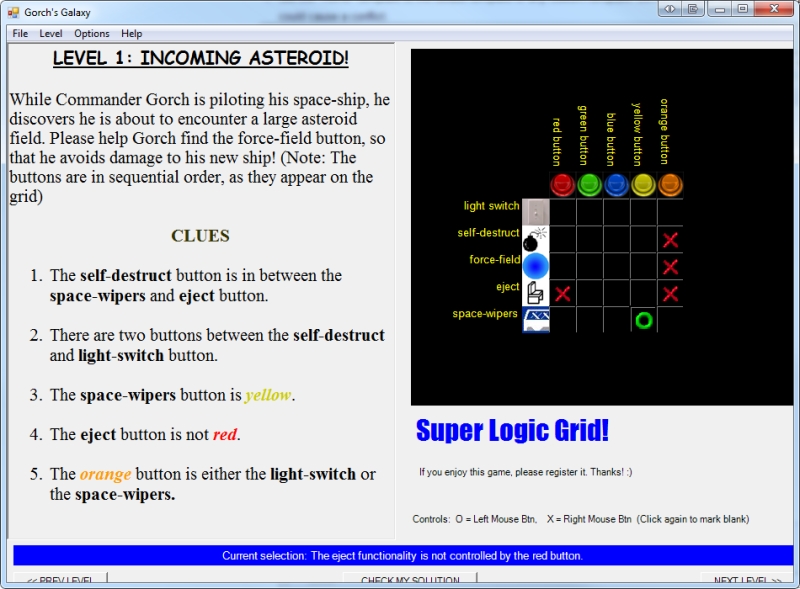 Gorch's Galaxy
File Level Options Help
LEVEL 1: INCOMING ASTEROID!
While Commander Gorch is piloting his space-ship, he
discovers he is about to encounter a large asteroid
field. Please help Gorch find the force-field button, so
that he avoids damage to his new ship! (Note: The
buttons are in sequential order, as they appear on the
grid)
CLUES
1. The self-destruct button is in between the
space-wipers and eject button.
2. There are two buttons between the self-destruct
and light-switch button.
3. The space-wipers button is yellow.
4. The eject button is not red.
5. The orange button is either the light-switch or
the space-wipers.
red button
green button
blue button
yellow button
orange button
light switch
self-destruct
force-field
eject
space-wipers
Super Logic Grid!
If you enjoy this game, please register it. Thanks! :)
Controls: O = Left Mouse Btn, X = Right Mouse Btn (Click again to mark blank)
Current selection: The eject functionality is not controlled by the red button.
<< PREV LEVEL
CHECK MY SOLUTION
NEXT LEVEL >>